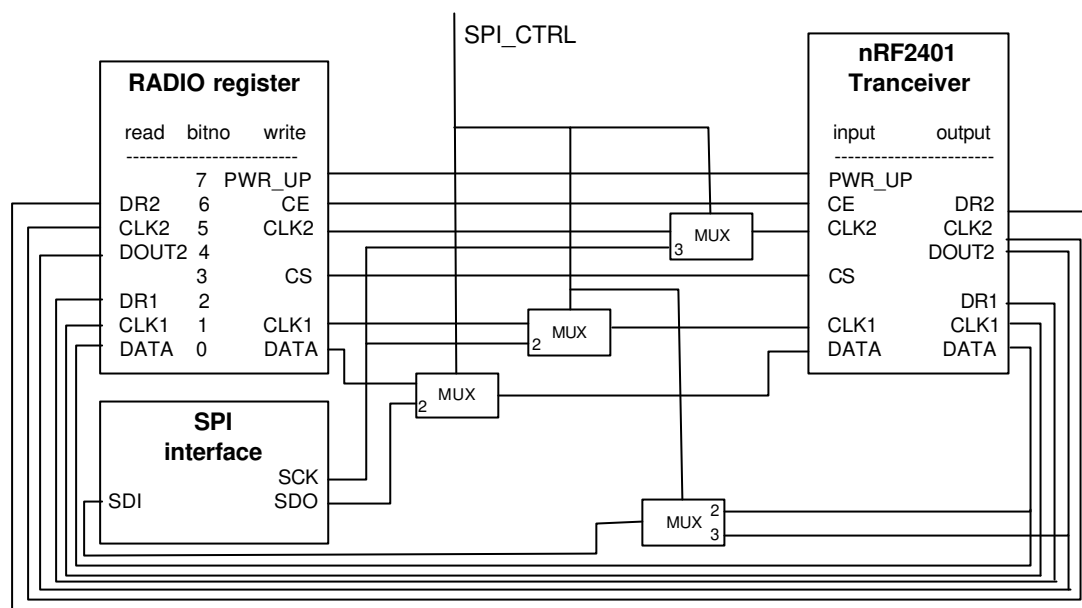 SPI_CTRL
RADIO register
read bitno write
----------------------------
7 PWR_UP
DR2 6 CE
CLK2 5 CLK2
DOUT2 4
3 CS
DR1 2
CLK1 1 CLK1
DATA 0 DATA
SPI
interface
SCK
SDI SDO
MUX
3
MUX
2
MUX
2
MUX 2
3
nRF2401
Tranceiver
input output
--------------------------
PWR_UP
CE DR2
CLK2 CLK2
DOUT2
CS
DR1
CLK1 CLK1
DATA DATA